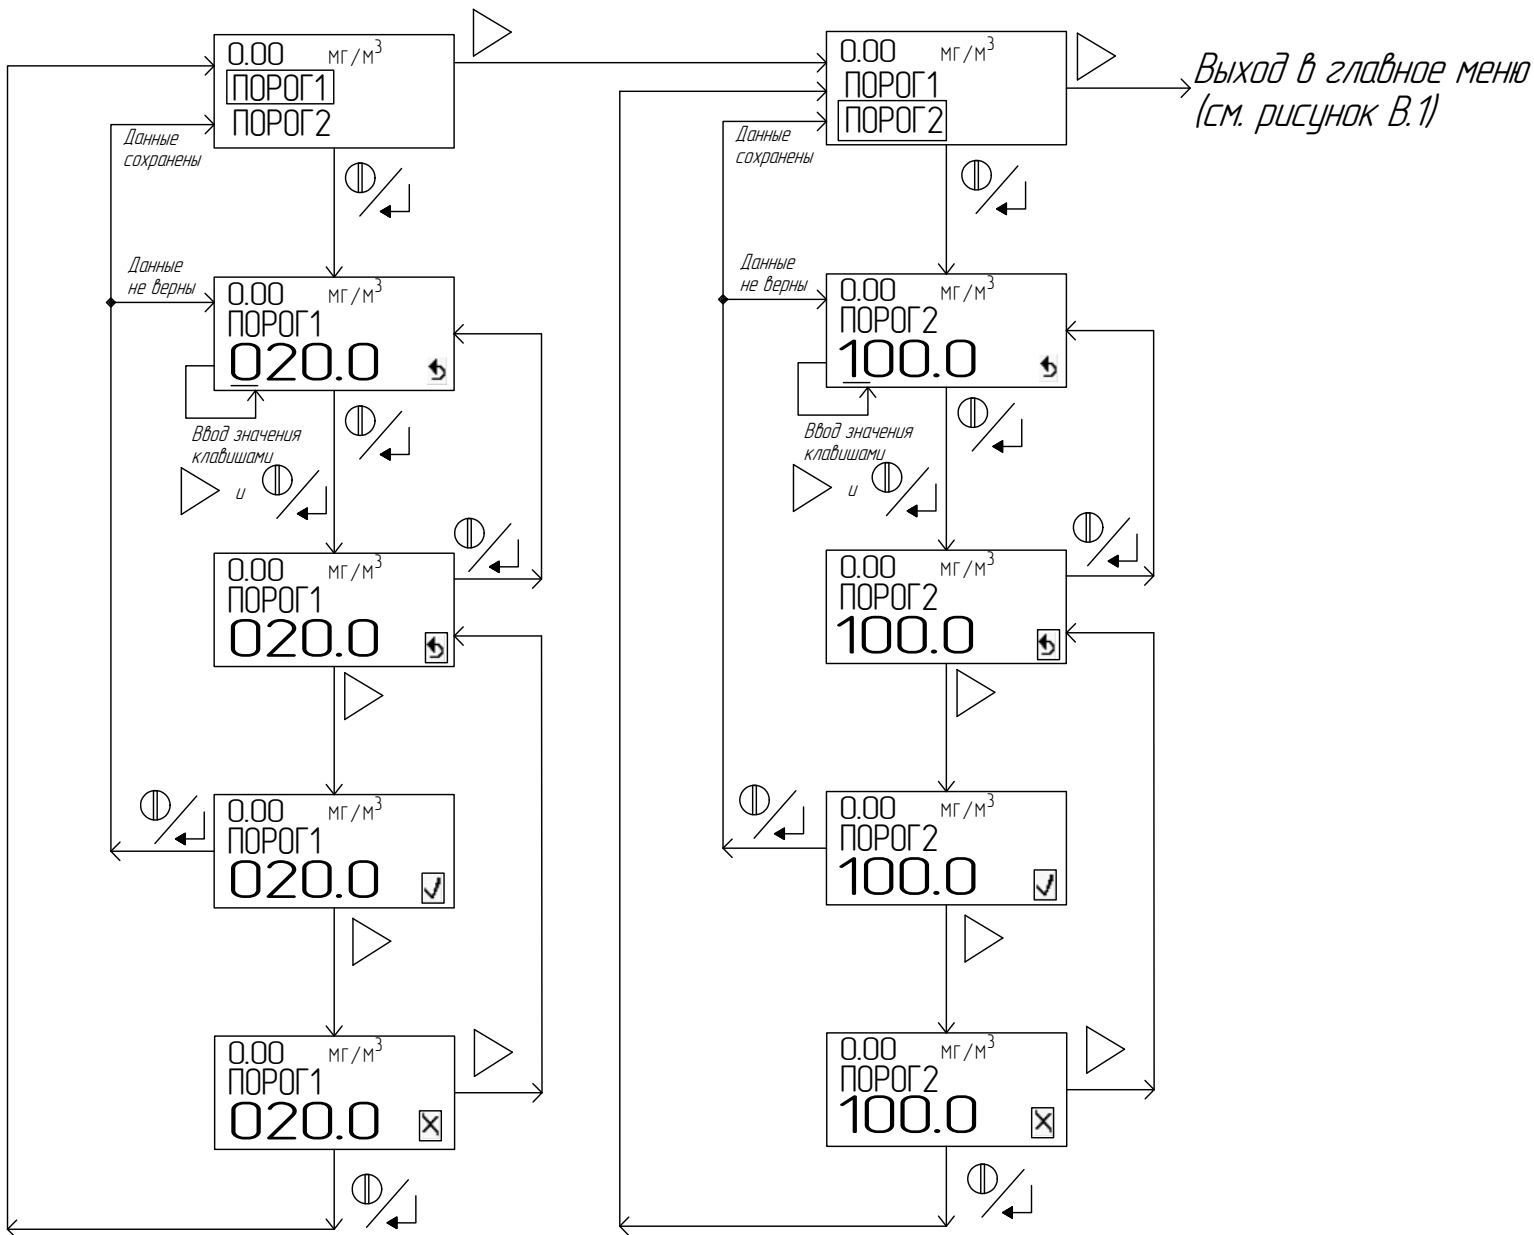 0.00 МГ/М³
ПОРОГ1
ПОРОГ2
0.00 МГ/М³
ПОРОГ1
ПОРОГ2
Выход в главное меню
(см. рисунок В.1)
Данные
сохранены
Данные
сохранены
Данные
не верны
Данные
не верны
0.00 МГ/М³
ПОРОГ1
020.0
0.00 МГ/М³
ПОРОГ2
100.0
Ввод значения
клавишами
и
Ввод значения
клавишами
и
0.00 МГ/М³
ПОРОГ1
020.0
0.00 МГ/М³
ПОРОГ2
100.0
0.00 МГ/М³
ПОРОГ1
020.0
0.00 МГ/М³
ПОРОГ2
100.0
0.00 МГ/М³
ПОРОГ1
020.0
0.00 МГ/М³
ПОРОГ2
100.0